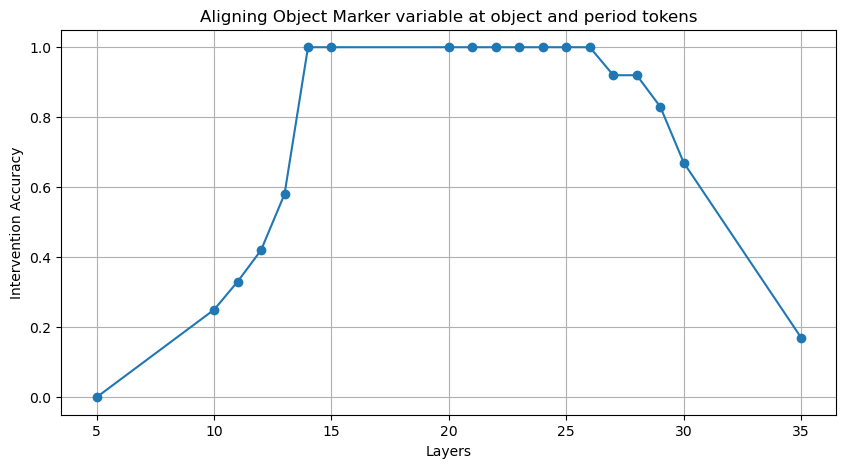 Aligning Object Marker variable at object and period tokens
Intervention Accuracy
1.0
0.8
0.6
0.4
0.2
0.0
5 10 15 20 25 30 35
Layers